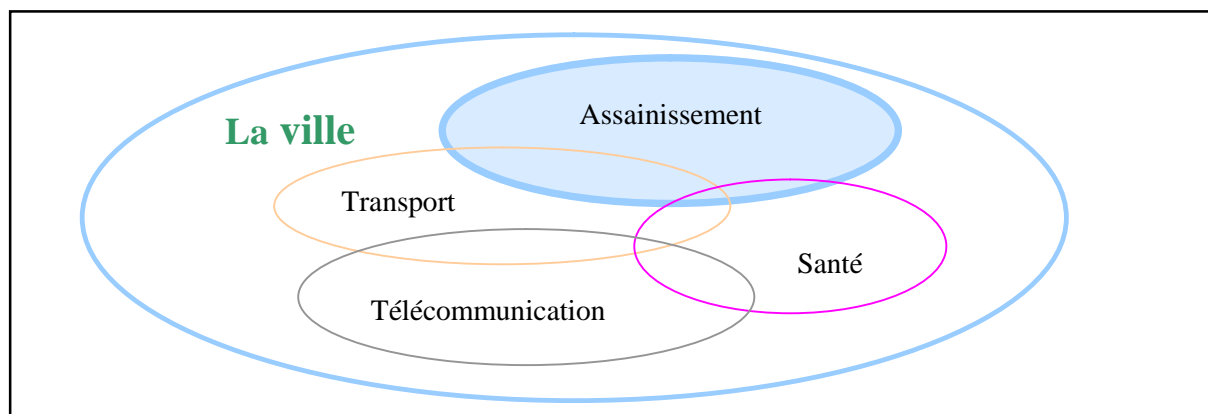 Assainissement
La ville
Transport
Santé
Télécommunication